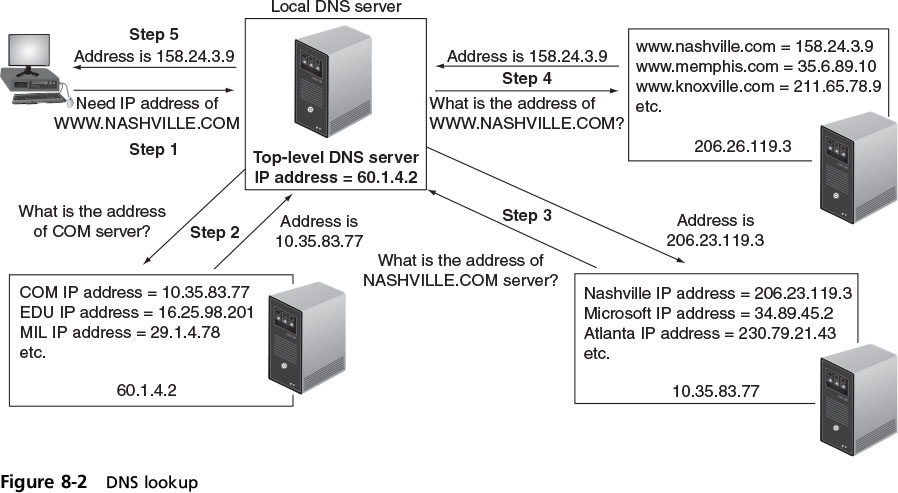 Local DNS server
Step 5
Address is 158.24.3.9
Need IP address of
WWW.NASHVILLE.COM
Step 1
Top-level DNS server
IP address = 60.1.4.2
Address is 158.24.3.9
Step 4
What is the address of
WWW.NASHVILLE.COM?
www.nashville.com = 158.24.3.9
www.memphis.com = 35.6.89.10
www.knoxville.com = 211.65.78.9
etc.
206.26.119.3
What is the address
of COM server?
Step 2
Address is
10.35.83.77
Step 3
What is the address of
NASHVILLE.COM server?
Address is
206.23.119.3
COM IP address = 10.35.83.77
EDU IP address = 16.25.98.201
MIL IP address = 29.1.4.78
etc.
60.1.4.2
Nashville IP address = 206.23.119.3
Microsoft IP address = 34.89.45.2
Atlanta IP address = 230.79.21.43
etc.
10.35.83.77
Figure 8-2 DNS lookup